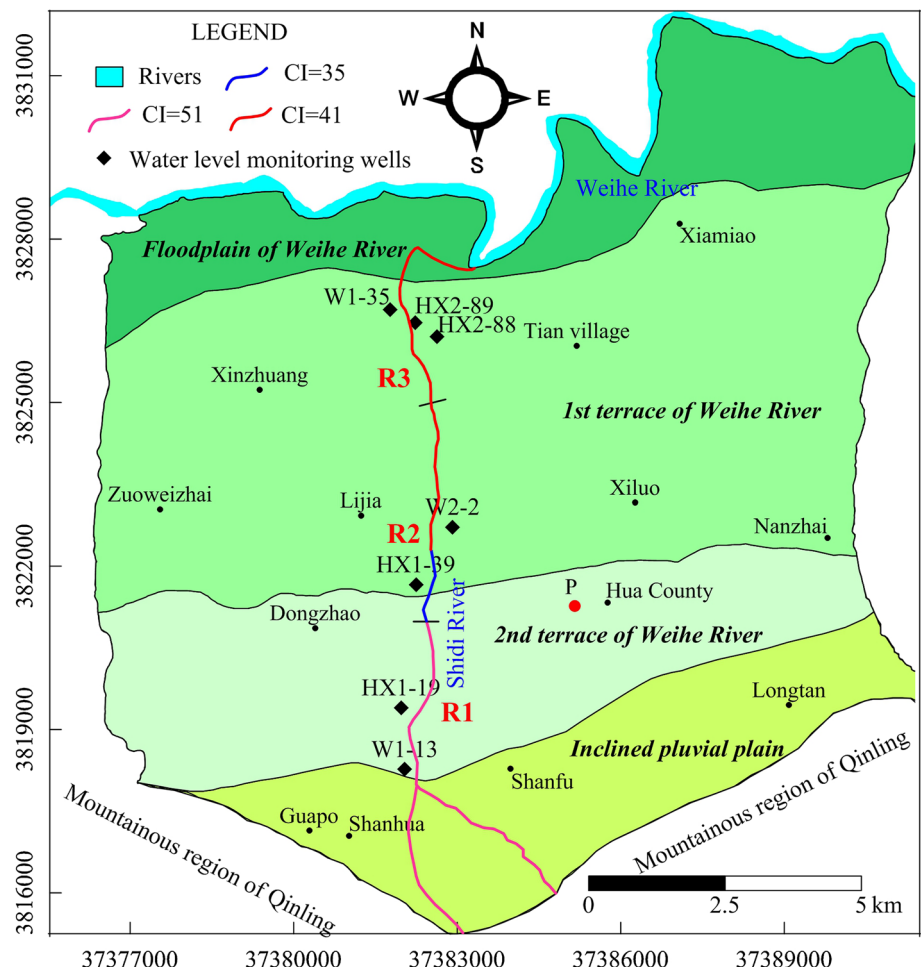 LEGEND
Rivers
CI=35
CI=51
CI=41
Water level monitoring wells
N
W
E
S
3831000
3828000
3825000
3822000
3819000
3816000
Weihe River
Floodplain of Weihe River
Xiamiao
W1-35
HX2-89
HX2-88
Tian village
Xinzhuang
R3
1st terrace of Weihe River
Zuoweizhai
Lijia
W2-2
Xiluo
R2
Nanzhai
HX1-39
P
Hua County
Dongzhao
Shidi River
2nd terrace of Weihe River
HX1-19
R1
Longtan
W1-13
Inclined pluvial plain
Shanfu
Guapo
Shanhua
Mountainous region of Qinling
Mountainous region of Qinling
0
2.5
5 km
37377000
37380000
37383000
37386000
37389000